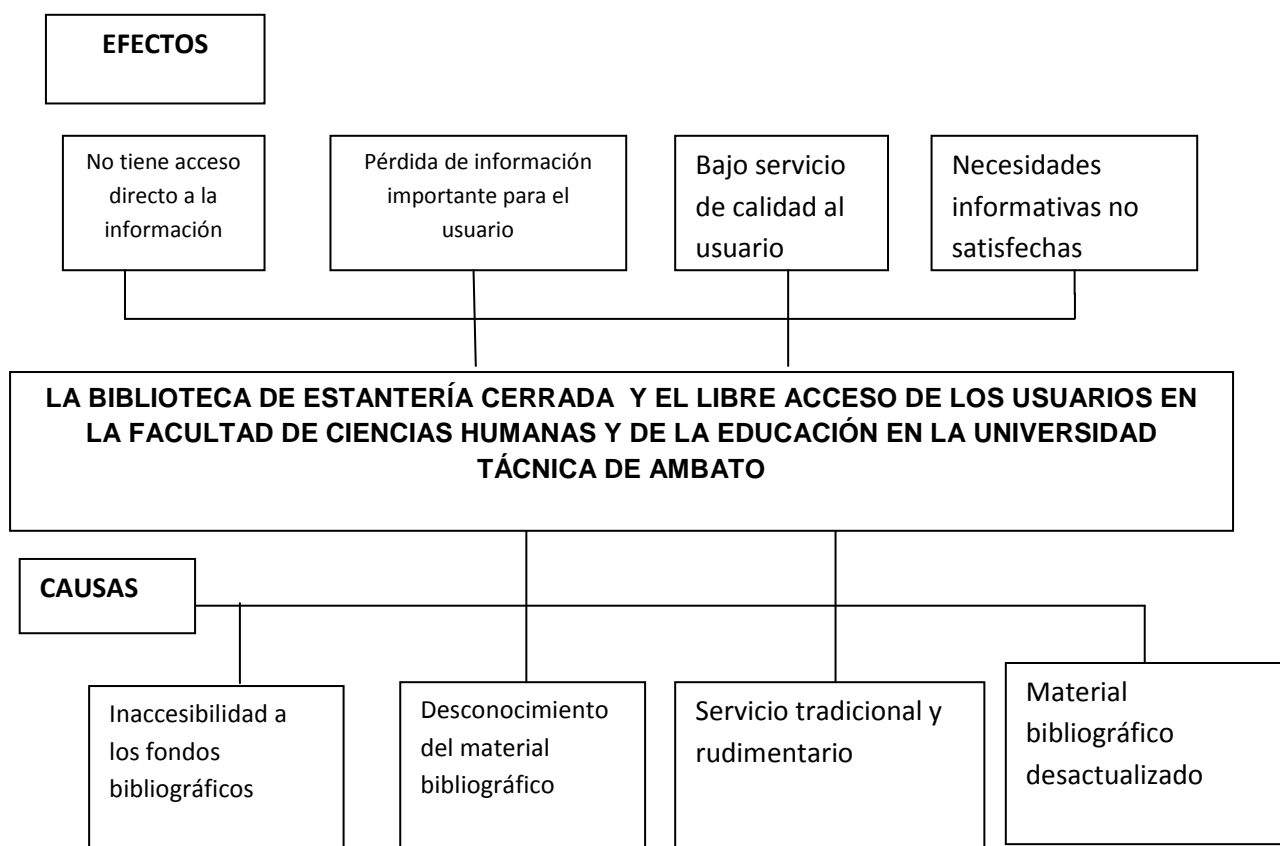 EFECTOS
No tiene acceso
directo a la
información
Pérdida de información
importante para el
usuario
Bajo servicio
de calidad al
usuario
Necesidades
informativas no
satisfechas
LA BIBLIOTECA DE ESTANTERÍA CERRADA Y EL LIBRE ACCESO DE LOS USUARIOS EN
LA FACULTAD DE CIENCIAS HUMANAS Y DE LA EDUCACIÓN EN LA UNIVERSIDAD
TÁCNICA DE AMBATO
CAUSAS
Inaccesibilidad a
los fondos
bibliográficos
Desconocimiento
del material
bibliográfico
Servicio tradicional y
rudimentario
Material
bibliográfico
desactualizado